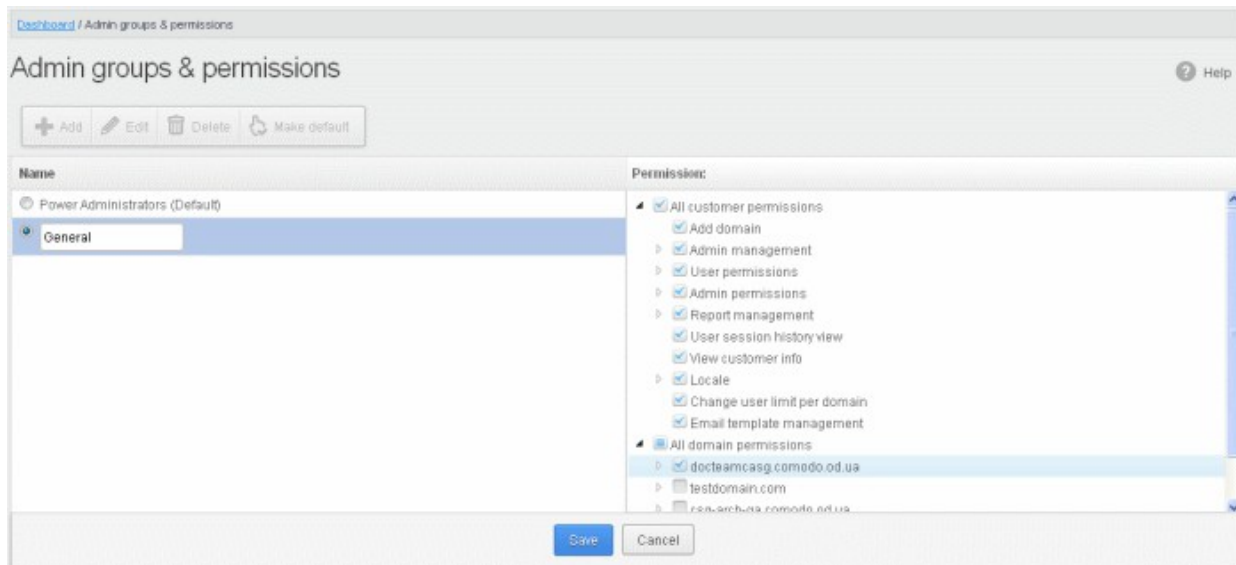 Dashboard / Admin groups & permissions
Admin groups & permissions
Help
Add Edit Delete Make default
Name
Permission:
Power Administrators (Default)
General
All customer permissions
Add domain
Admin management
User permissions
Admin permissions
Report management
User session history view
View customer info
Locale
Change user limit per domain
Email template management
All domain permissions
docteamcasg.comodo.od.ua
testdomain.com
Save
Cancel